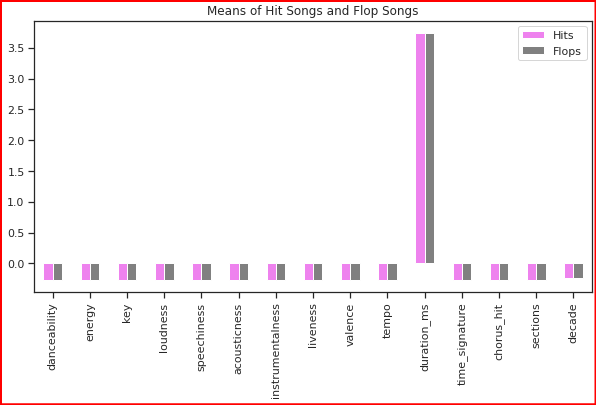 Means of Hit Songs and Flop Songs
Hits
Flops
3.5
3.0
2.5
2.0
1.5
1.0
0.5
0.0
danceability
energy
key
loudness
speechiness
acousticness
instrumentalness
liveness
valence
tempo
duration_ms
time_signature
chorus_hit
sections
decade